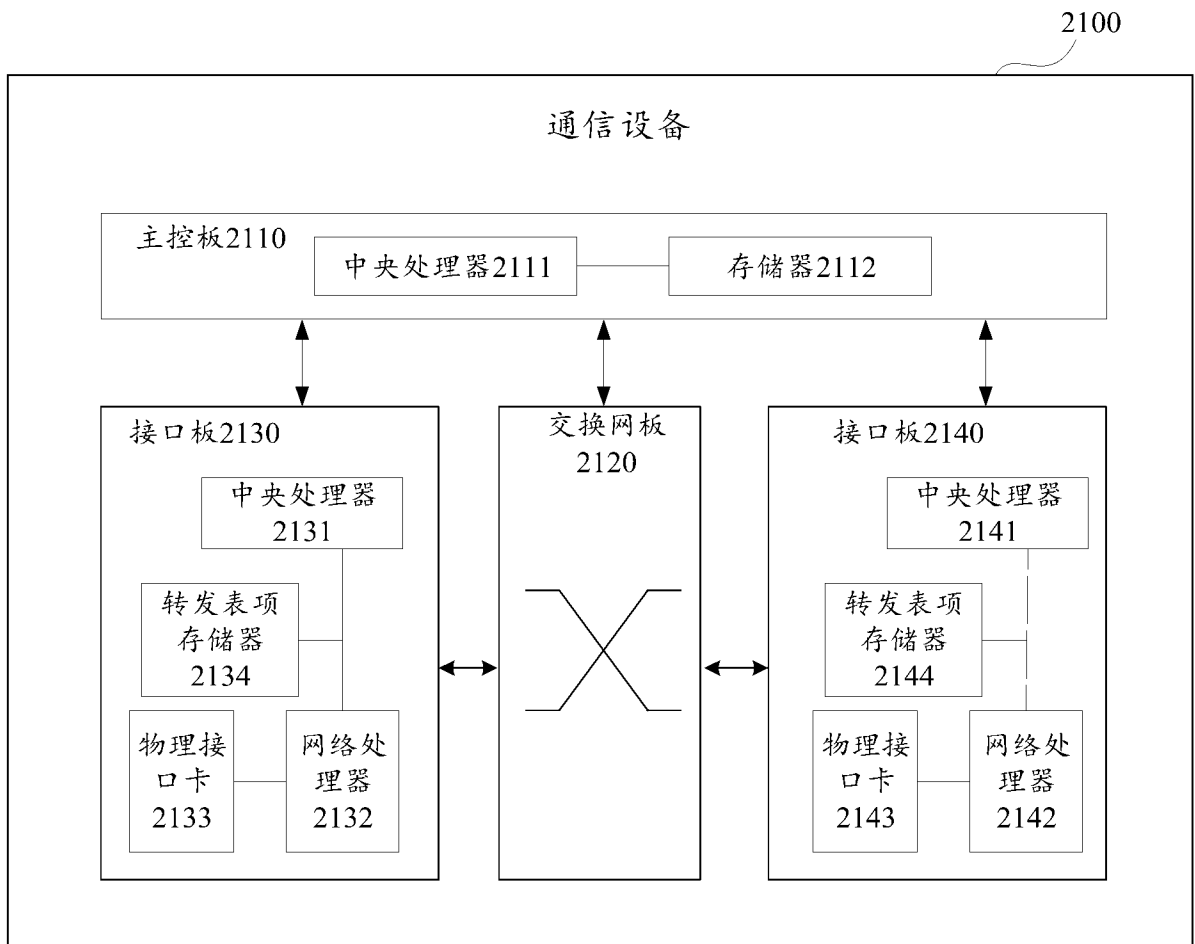 2100
通信设备
主控板2110
中央处理器2111
存储器2112
接口板2130
中央处理器
2131
转发表项
存储器
2134
物理接
口卡
2133
网络处
理器
2132
交换网板
2120
接口板2140
中央处理器
2141
转发表项
存储器
2144
物理接
口卡
2143
网络处
理器
2142